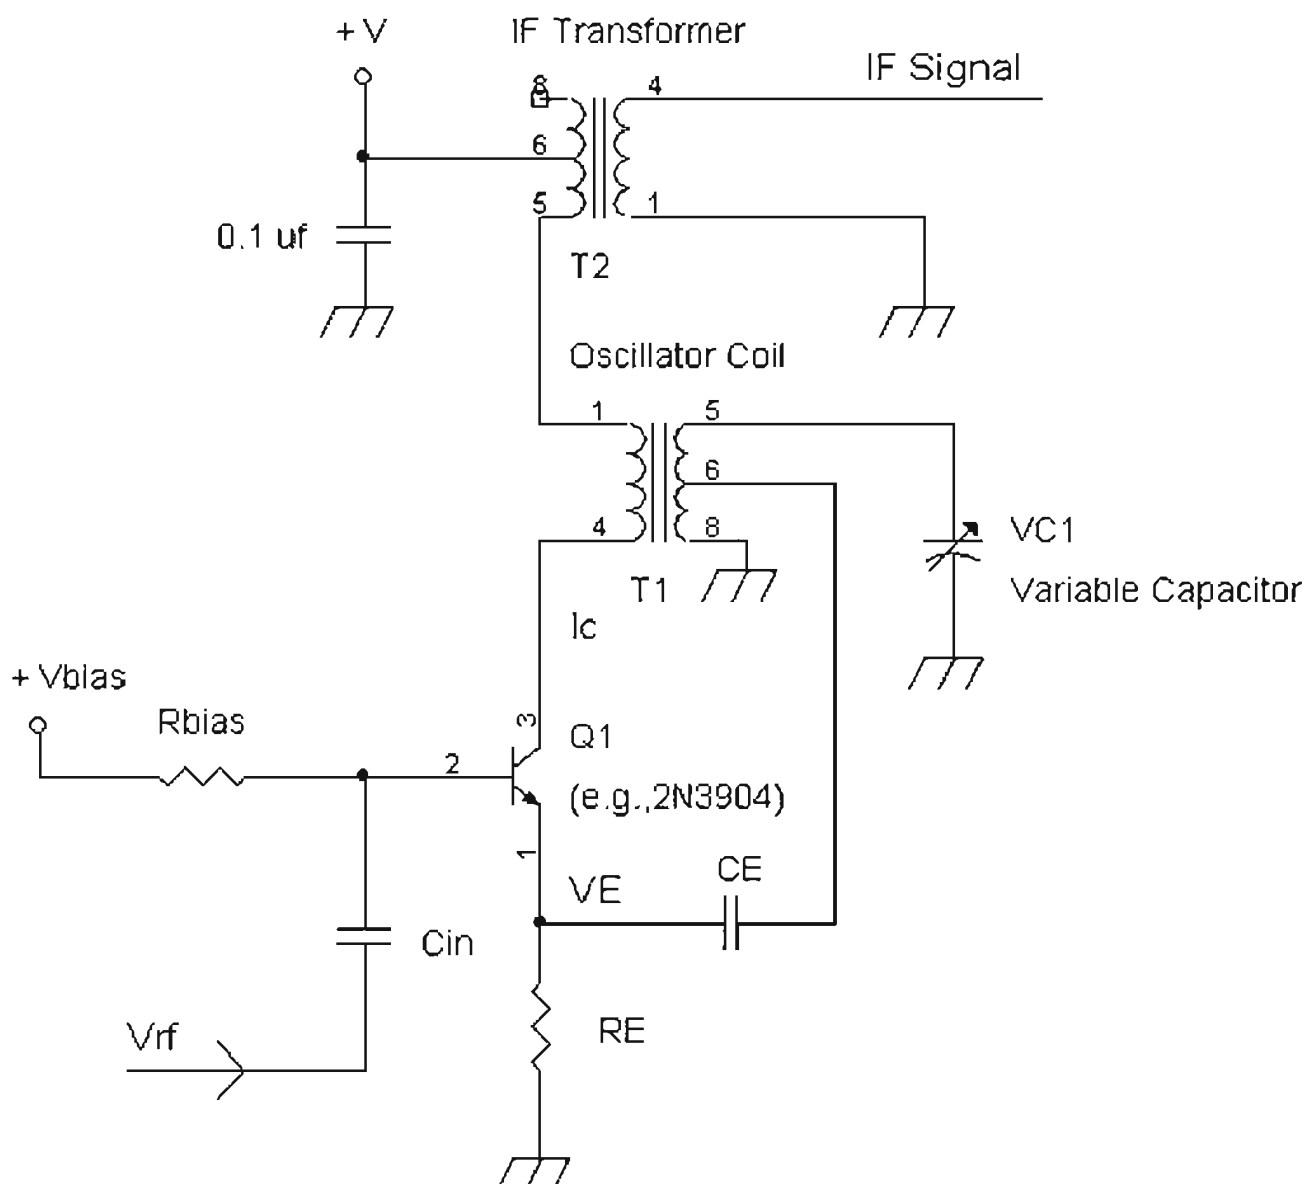 + V
IF Transformer
IF Signal
8
4
6
5
1
0.1 uf
T2
Oscillator Coil
1
5
6
4
8
T1
VC1
Variable Capacitor
Ic
+ Vbias
Rbias
3
Q1
2
(e.g.,2N3904)
1
VE
CE
Cin
Vrf
RE